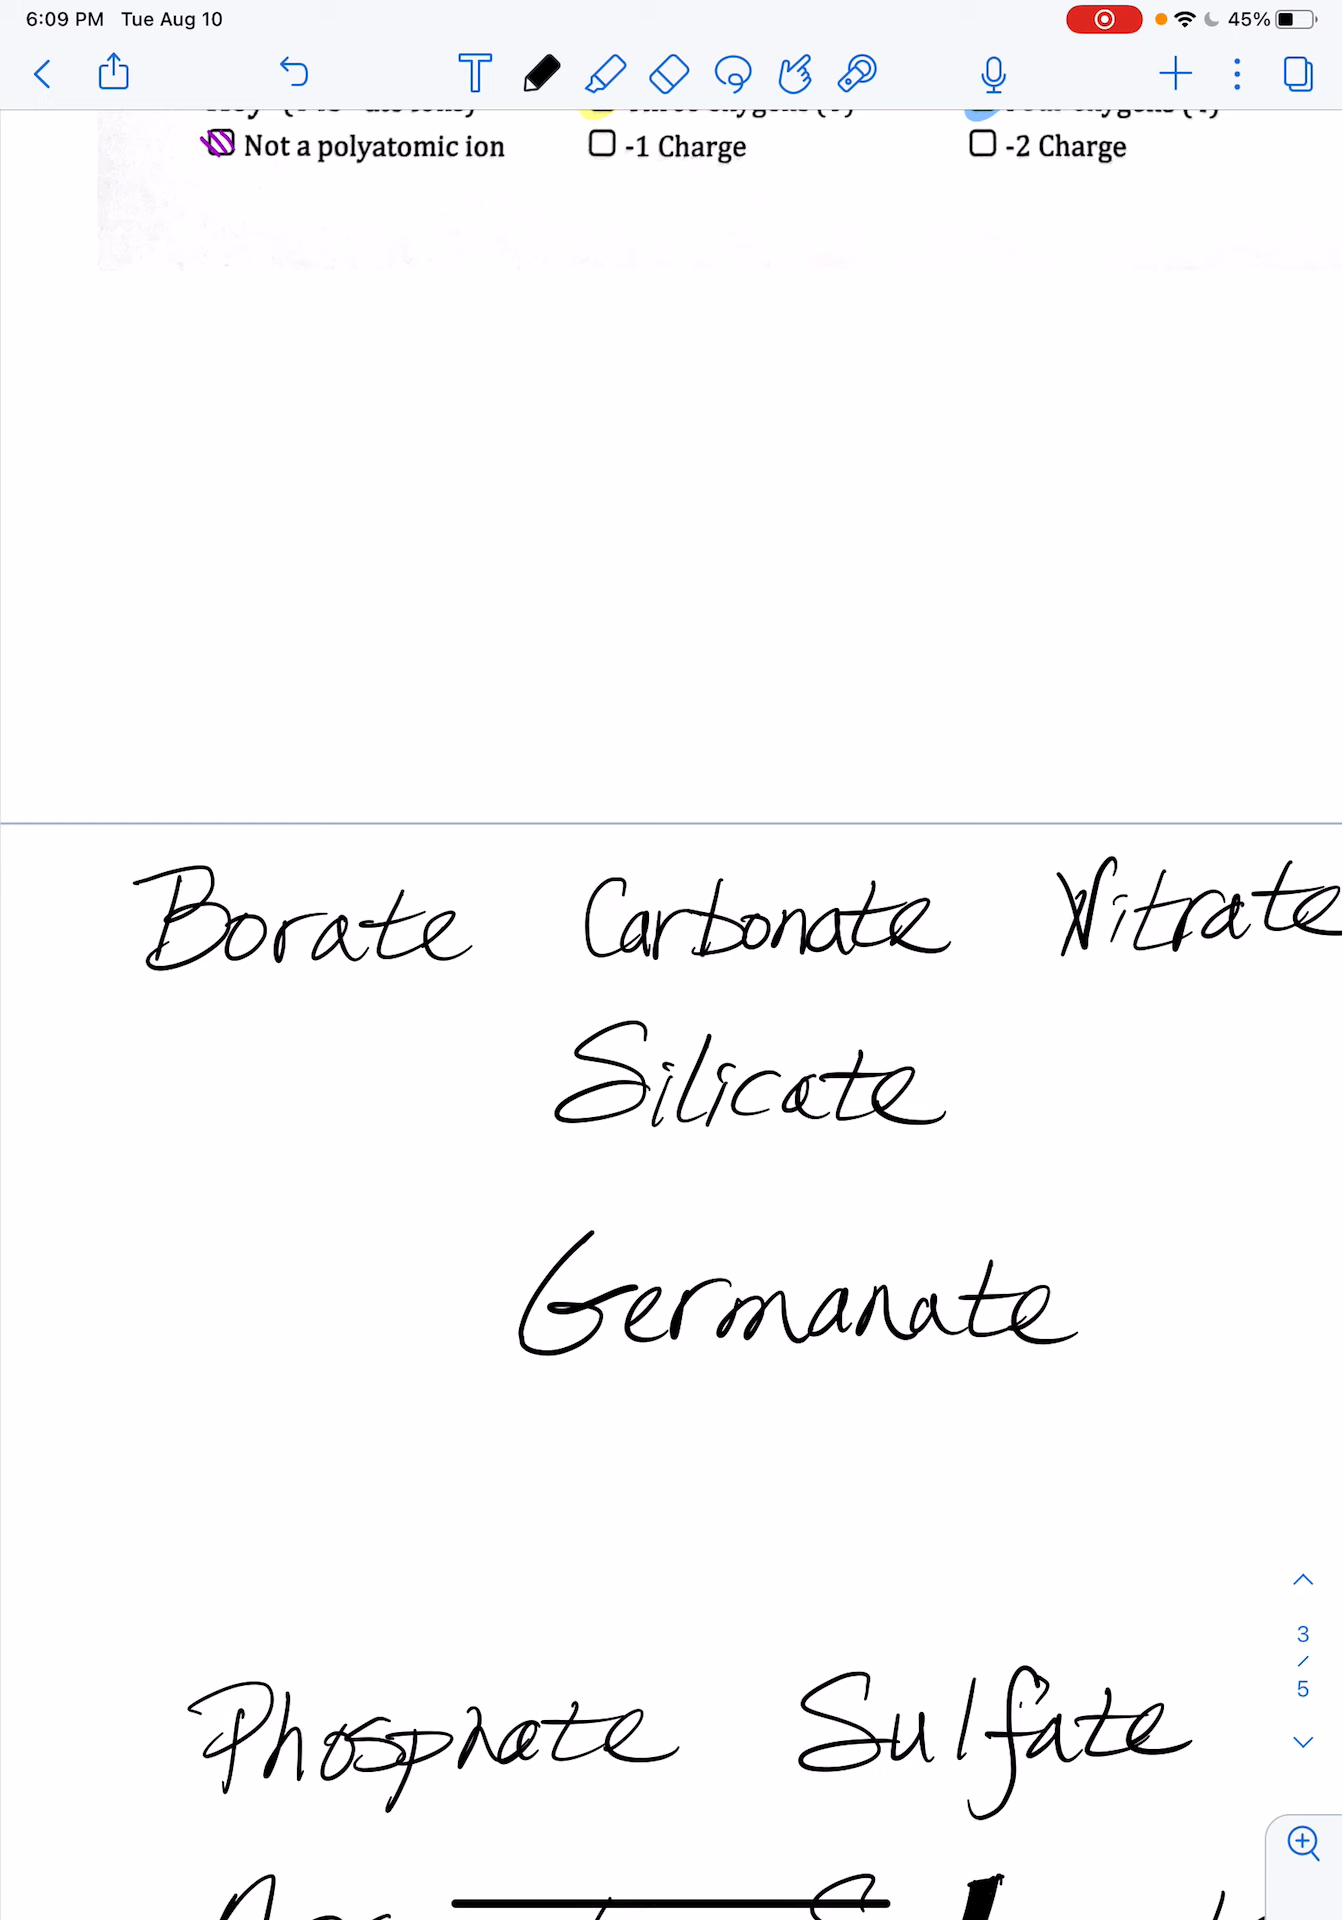 6:09 PM Tue Aug 10 45%
T
Not a polyatomic ion -1 Charge -2 Charge
Borate Carbonate Nitrate
Silicate
Germanate
3
/
5
Phosphate Sulfate